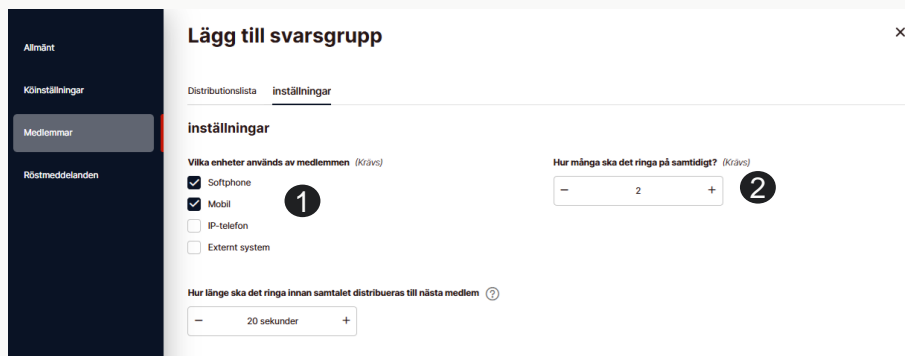 Lägg till svarsgrupp
Allmänt
Köinställningar
Medlemmar
Röstmeddelanden
Distributionslista inställningar
inställningar
Vilka enheter används av medlemmen (Krävs)
Softphone
Mobil
IP-telefon
Externt system
1
Hur många ska det ringa på samtidigt? (Krävs)
− 2 +
2
Hur länge ska det ringa innan samtalet distribueras till nästa medlem ?
− 20 sekunder +